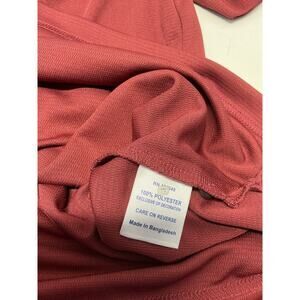 100% POLYESTER
EXCLUSIVE OF DECORATION
CARE ON REVERSE
Made in Bangladesh